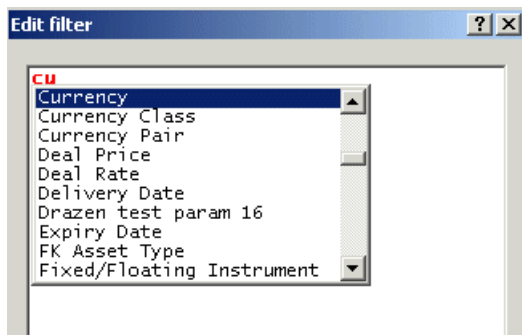 Edit filter
cu
Currency
Currency Class
Currency Pair
Deal Price
Deal Rate
Delivery Date
Drazen test param 16
Expiry Date
FK Asset Type
Fixed/Floating Instrument